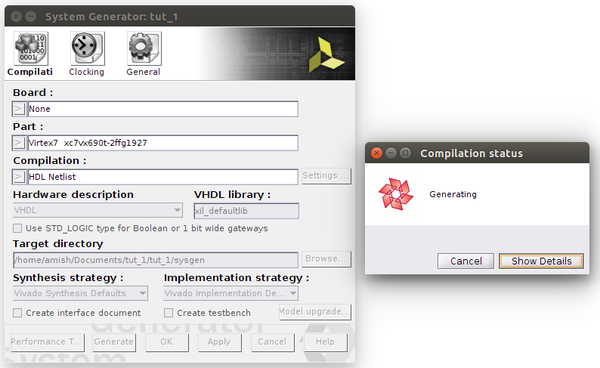 System Generator: tut_1
Compilati
Clocking
General
Board :
None
Part :
Virtex7 xc7vx690t-2ffg1927
Compilation :
HDL Netlist
Settings ...
Hardware description
VHDL library :
VHDL
xil_defaultlib
Use STD_LOGIC type for Boolean or 1 bit wide gateways
Target directory
/home/amish/Documents/tut_1/tut_1/sysgen
Browse...
Synthesis strategy :
Implementation strategy :
Vivado Synthesis Defaults
Vivado Implementation De...
Create interface document
Create testbench
Model upgrade...
Generator
System
Performance T...
Generate
OK
Apply
Cancel
Help
Compilation status
Generating
Cancel
Show Details